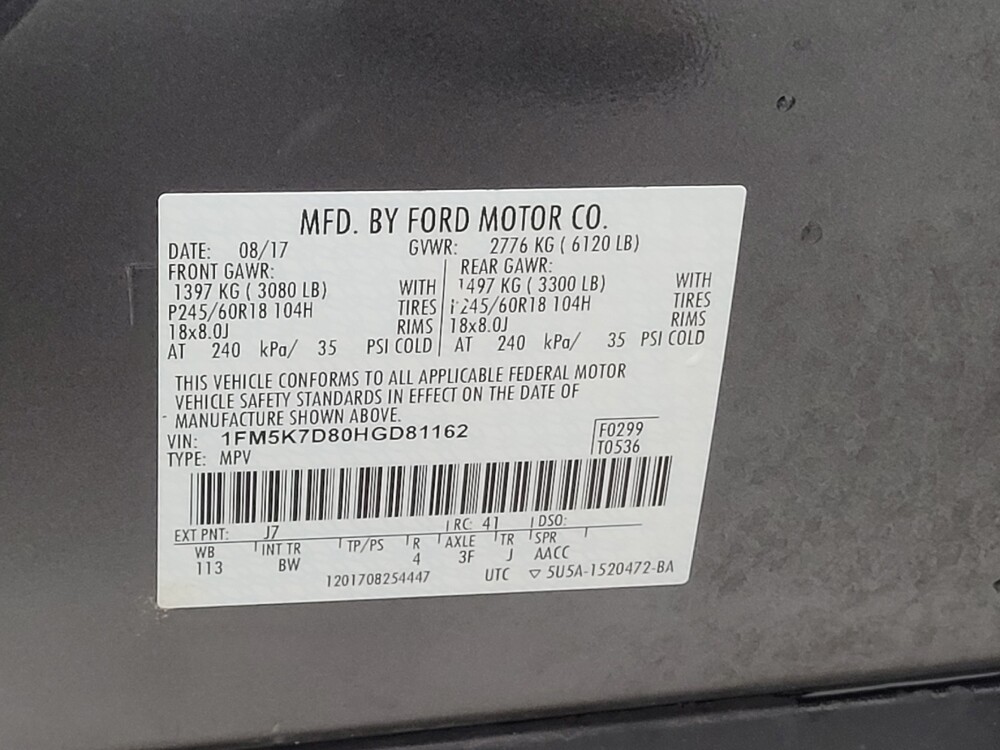 MFD. BY FORD MOTOR CO.
DATE: 08/17 GVWR: 2776 KG ( 6120 LB)
FRONT GAWR: REAR GAWR:
1397 KG ( 3080 LB) WITH 1497 KG ( 3300 LB) WITH
P245/60R18 104H TIRES P245/60R18 104H TIRES
18x8.0J RIMS 18x8.0J RIMS
AT 240 kPa/ 35 PSI COLD AT 240 kPa/ 35 PSI COLD
THIS VEHICLE CONFORMS TO ALL APPLICABLE FEDERAL MOTOR
VEHICLE SAFETY STANDARDS IN EFFECT ON THE DATE OF
MANUFACTURE SHOWN ABOVE.
VIN: 1FM5K7D80HGD81162 F0299
TYPE: MPV T0536
EXT PNT: J7 RC: 41 DSO:
WB INT TR TP/PS R AXLE TR SPR
113 BW 4 3F J AACC
1201708254447 UTC ▽ 5U5A-1520472-BA